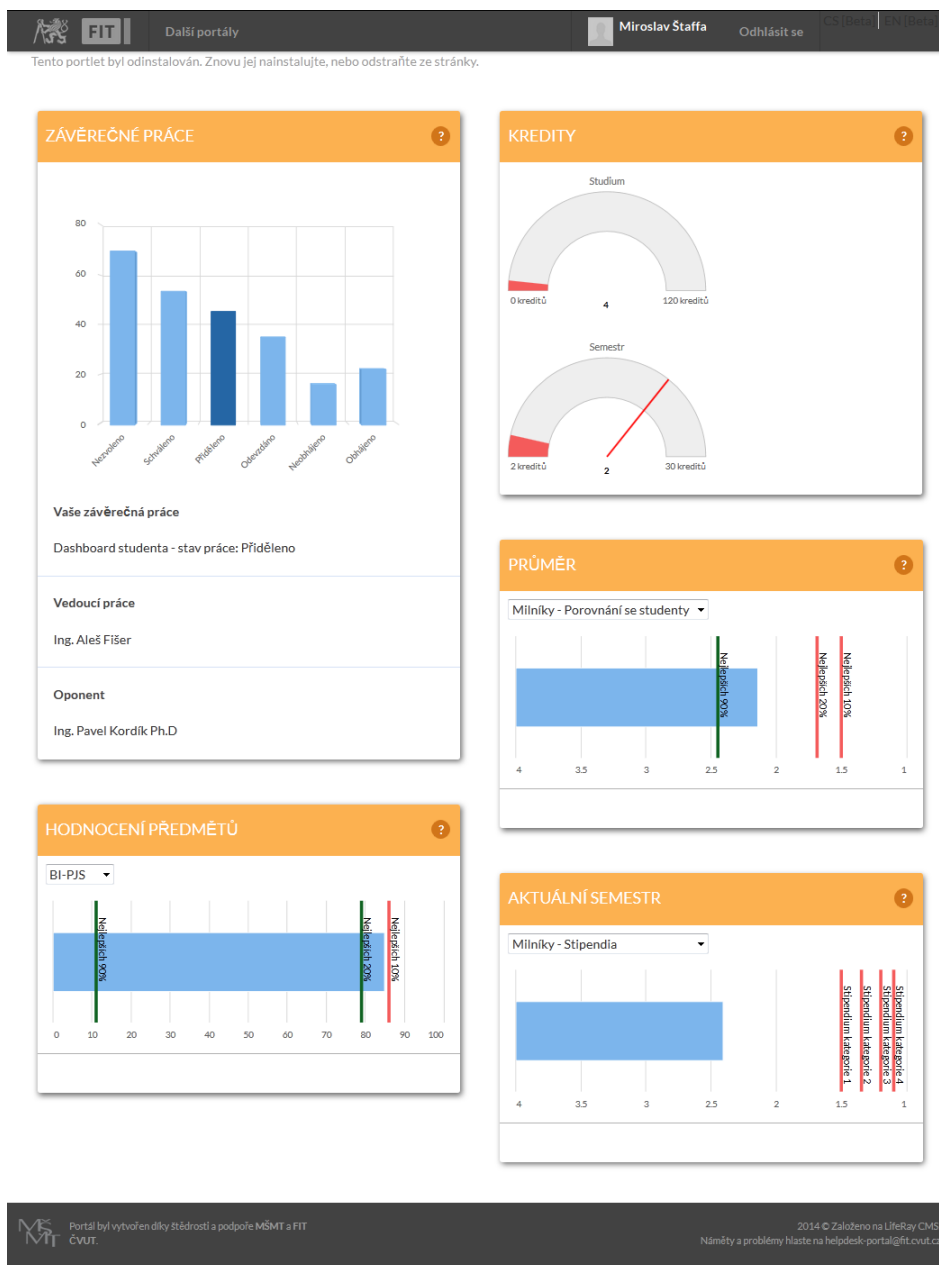 FIT
Další portály
Miroslav Štaffa
Odhlásit se
CS [Beta] EN [Beta]
Tento portlet byl odinstalován. Znovu jej nainstalujte, nebo odstraňte ze stránky.
ZÁVĚREČNÉ PRÁCE
?
80
60
40
20
0
Nezvoleno
Schváleno
Přiděleno
Odevzdáno
Neobhájeno
Obhájeno
Vaše závěrečná práce
Dashboard studenta - stav práce: Přiděleno
Vedoucí práce
Ing. Aleš Fišer
Oponent
Ing. Pavel Kordík Ph.D
HODNOCENÍ PŘEDMĚTŮ
?
BI-PJS
Nejlepších 90%
Nejlepších 20%
Nejlepších 10%
0 10 20 30 40 50 60 70 80 90 100
KREDITY
?
Studium
0 kreditů
4
120 kreditů
Semestr
2 kreditů
2
30 kreditů
PRŮMĚR
?
Milníky - Porovnání se studenty
Nejlepších 90%
Nejlepších 20%
Nejlepších 10%
4 3.5 3 2.5 2 1.5 1
AKTUÁLNÍ SEMESTR
?
Milníky - Stipendia
Stipendium kategorie 1
Stipendium kategorie 2
Stipendium kategorie 3
Stipendium kategorie 4
4 3.5 3 2.5 2 1.5 1
MŠMT
Portál byl vytvořen díky štědrosti a podpoře MŠMT a FIT
ČVUT.
2014 © Založeno na LifeRay CMS
Náměty a problémy hlaste na helpdesk-portal@fit.cvut.cz